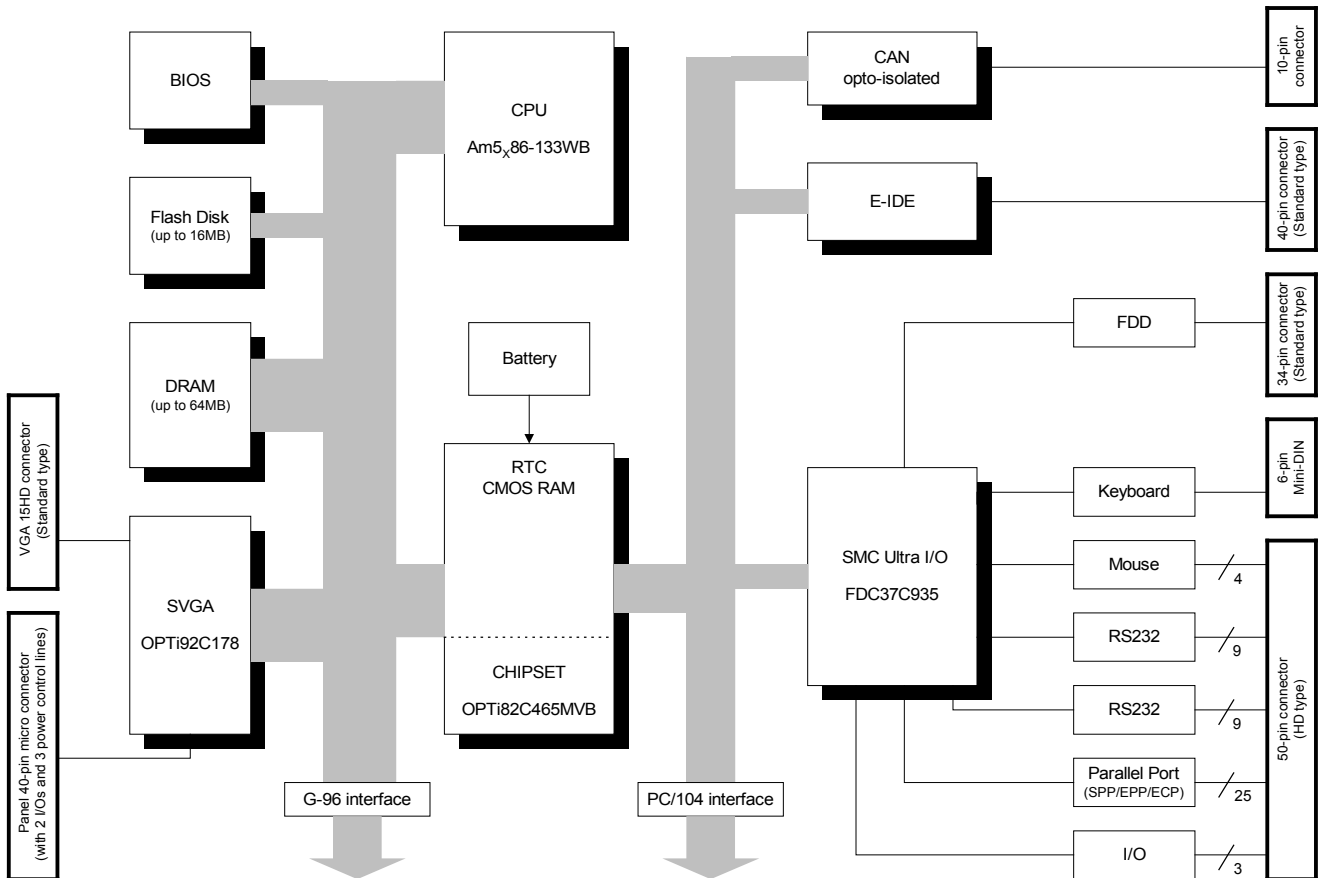 BIOS
Flash Disk
(up to 16MB)
DRAM
(up to 64MB)
VGA 15HD connector
(Standard type)
SVGA
OPTi92C178
Panel 40-pin micro connector
(with 2 I/Os and 3 power control lines)
CPU
Am5X86-133WB
Battery
RTC
CMOS RAM
CHIPSET
OPTi82C465MVB
G-96 interface
PC/104 interface
CAN
opto-isolated
10-pin
connector
E-IDE
40-pin connector
(Standard type)
FDD
34-pin connector
(Standard type)
SMC Ultra I/O
FDC37C935
Keyboard
6-pin
Mini-DIN
Mouse
4
RS232
9
RS232
9
Parallel Port
(SPP/EPP/ECP)
25
I/O
3
50-pin connector
(HD type)